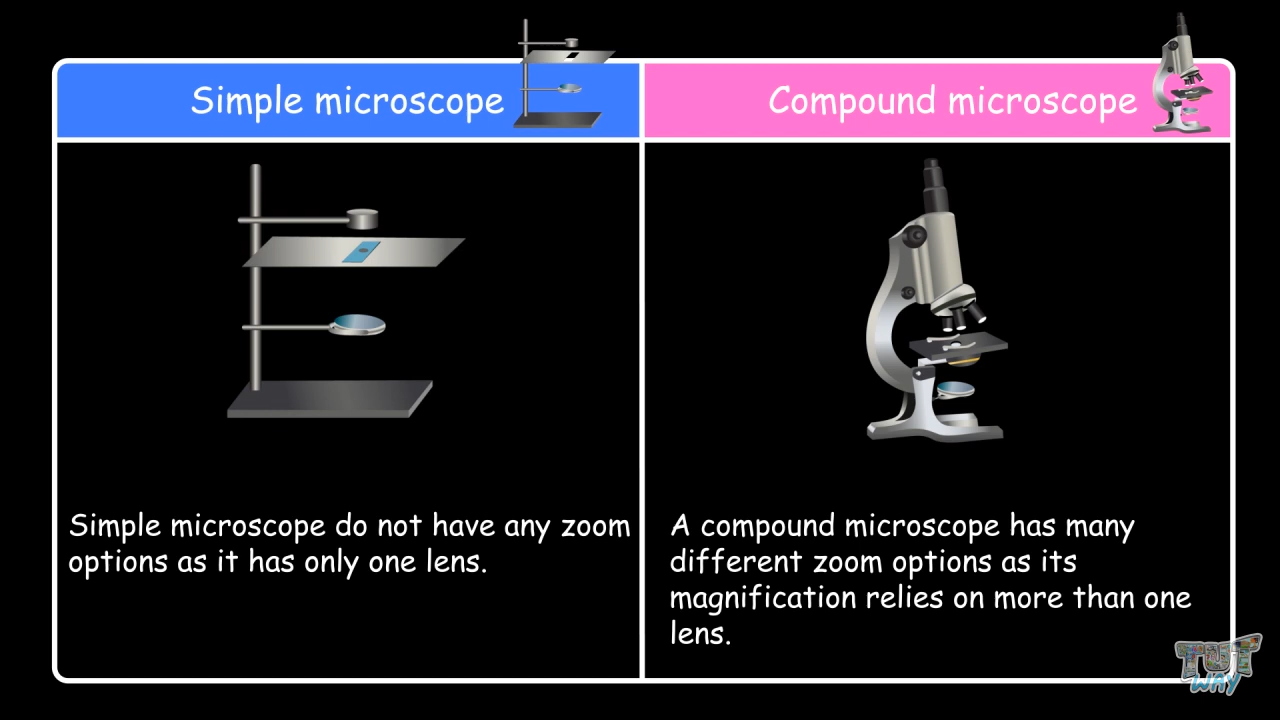 Simple microscope
Compound microscope
Simple microscope do not have any zoom
options as it has only one lens.
A compound microscope has many
different zoom options as its
magnification relies on more than one
lens.
TUT
WAY